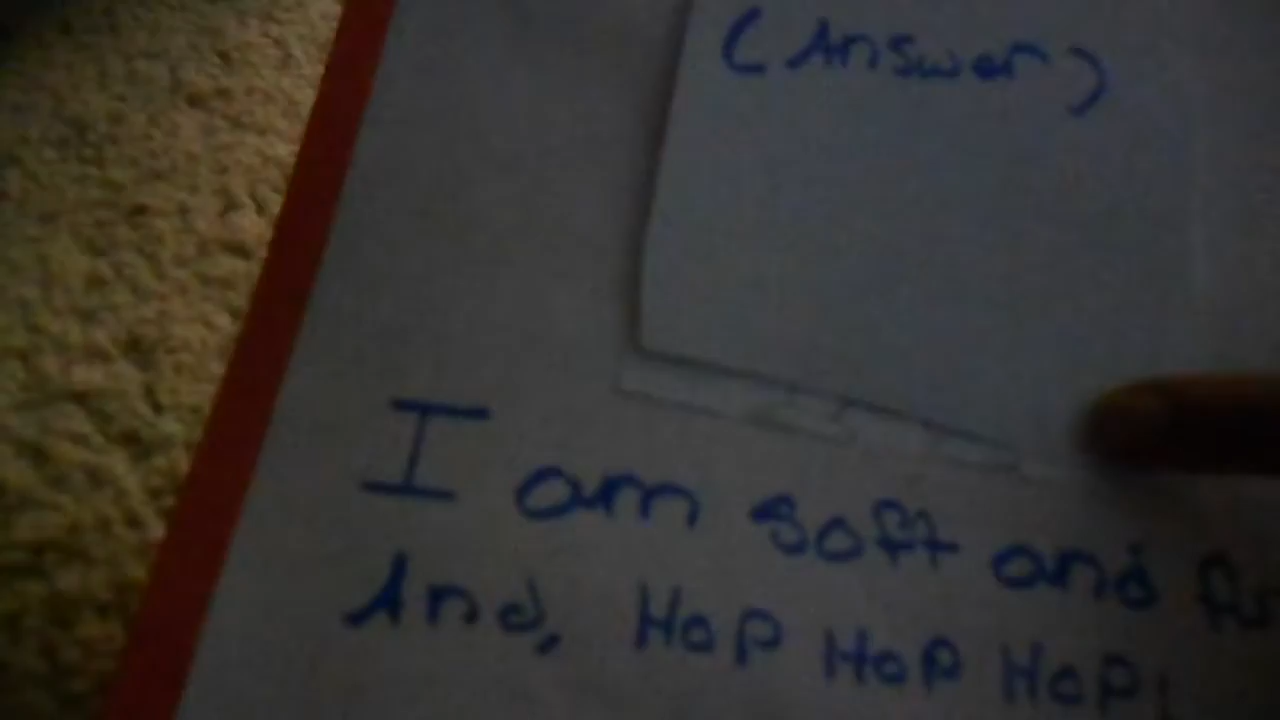 (Answer)
I am soft and
And, Hop Hop Hop,